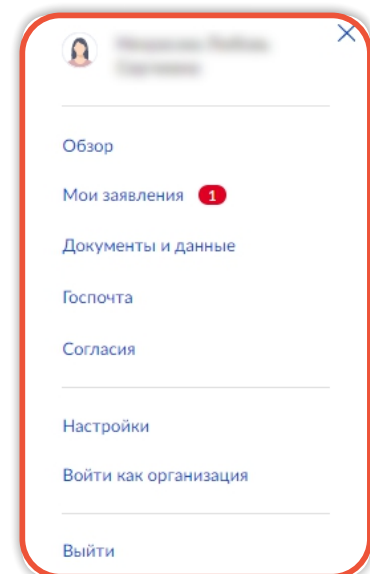 Обзор
Мои заявления 1
Документы и данные
Госпочта
Согласия
Настройки
Войти как организация
Выйти